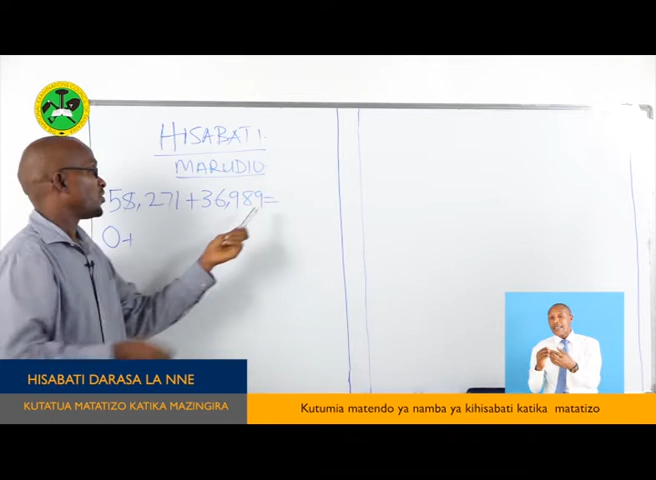 HISABATI
MARUDIO
58,271+36,989=
0+
HISABATI DARASA LA NNE
KUTATUA MATATIZO KATIKA MAZINGIRA
Kutumia matendo ya namba ya kihisabati katika matatizo